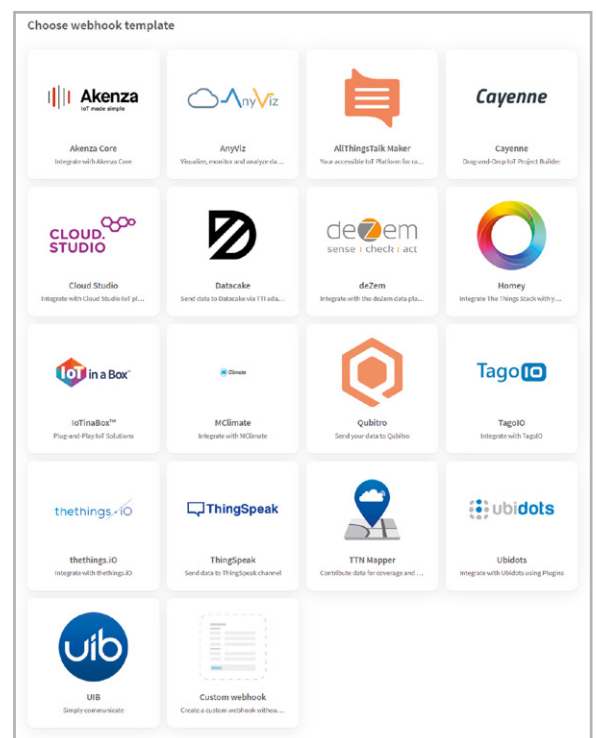 Choose webhook template
Akenza
IoT made simple
AnyViz
Cayenne
Akenza Core
Integrate with Akenza Core
AnyViz
Visualize, monitor and analyze da...
AllThingsTalk Maker
Your accessible IoT Platform for ra...
Cayenne
Drag-and-Drop IoT Project Builder
CLOUD
STUDIO
deZem
sense | check | act
Cloud Studio
Integrate with Cloud Studio IoT pl...
Datacake
Send data to Datacake via TTI ada...
deZem
Integrate with the deZem data pla...
Homey
Integrate The Things Stack with y...
IoT in a Box™
MClimate
Tago IO
IoTinaBox™
Plug-and-Play IoT Solutions
MClimate
Integrate with MClimate
Qubitro
Send your data to Qubitro
TagoIO
Integrate with TagoIO
thethings.iO
ThingSpeak
ubidots
thethings.iO
Integrate with thethings.iO
ThingSpeak
Send data to ThingSpeak channel
TTN Mapper
Contribute data for coverage and ...
Ubidots
Integrate with Ubidots using Plugins
uib
UIB
Simply communicate
Custom webhook
Create a custom webhook withou...